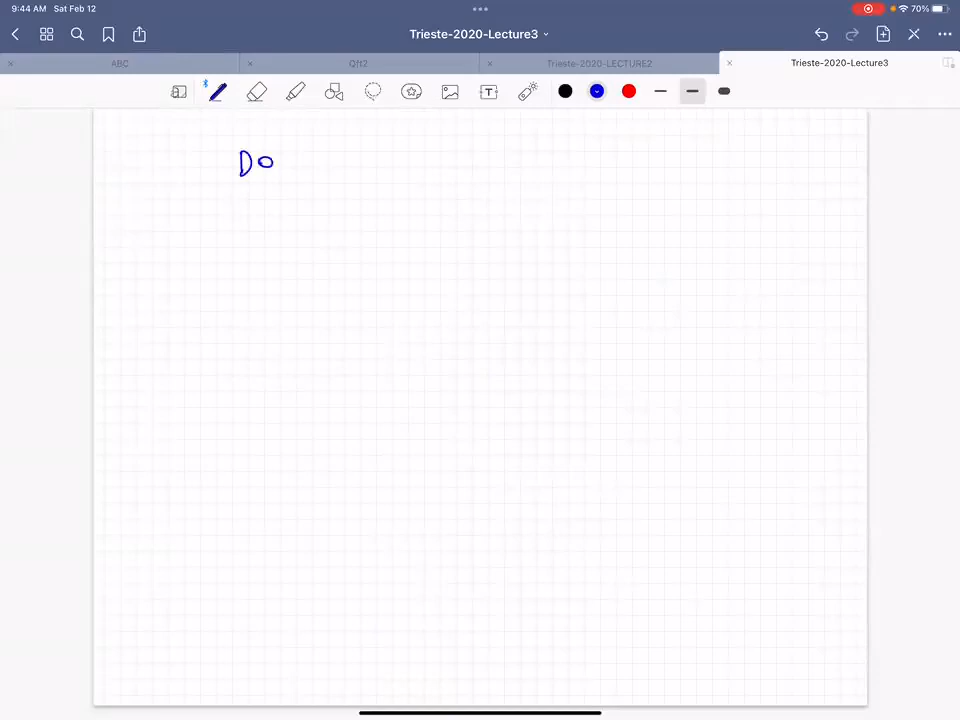 9:44 AM Sat Feb 12
70%
Trieste-2020-Lecture3
ABC
Qft2
Trieste-2020-LECTURE2
Trieste-2020-Lecture3
T
Do